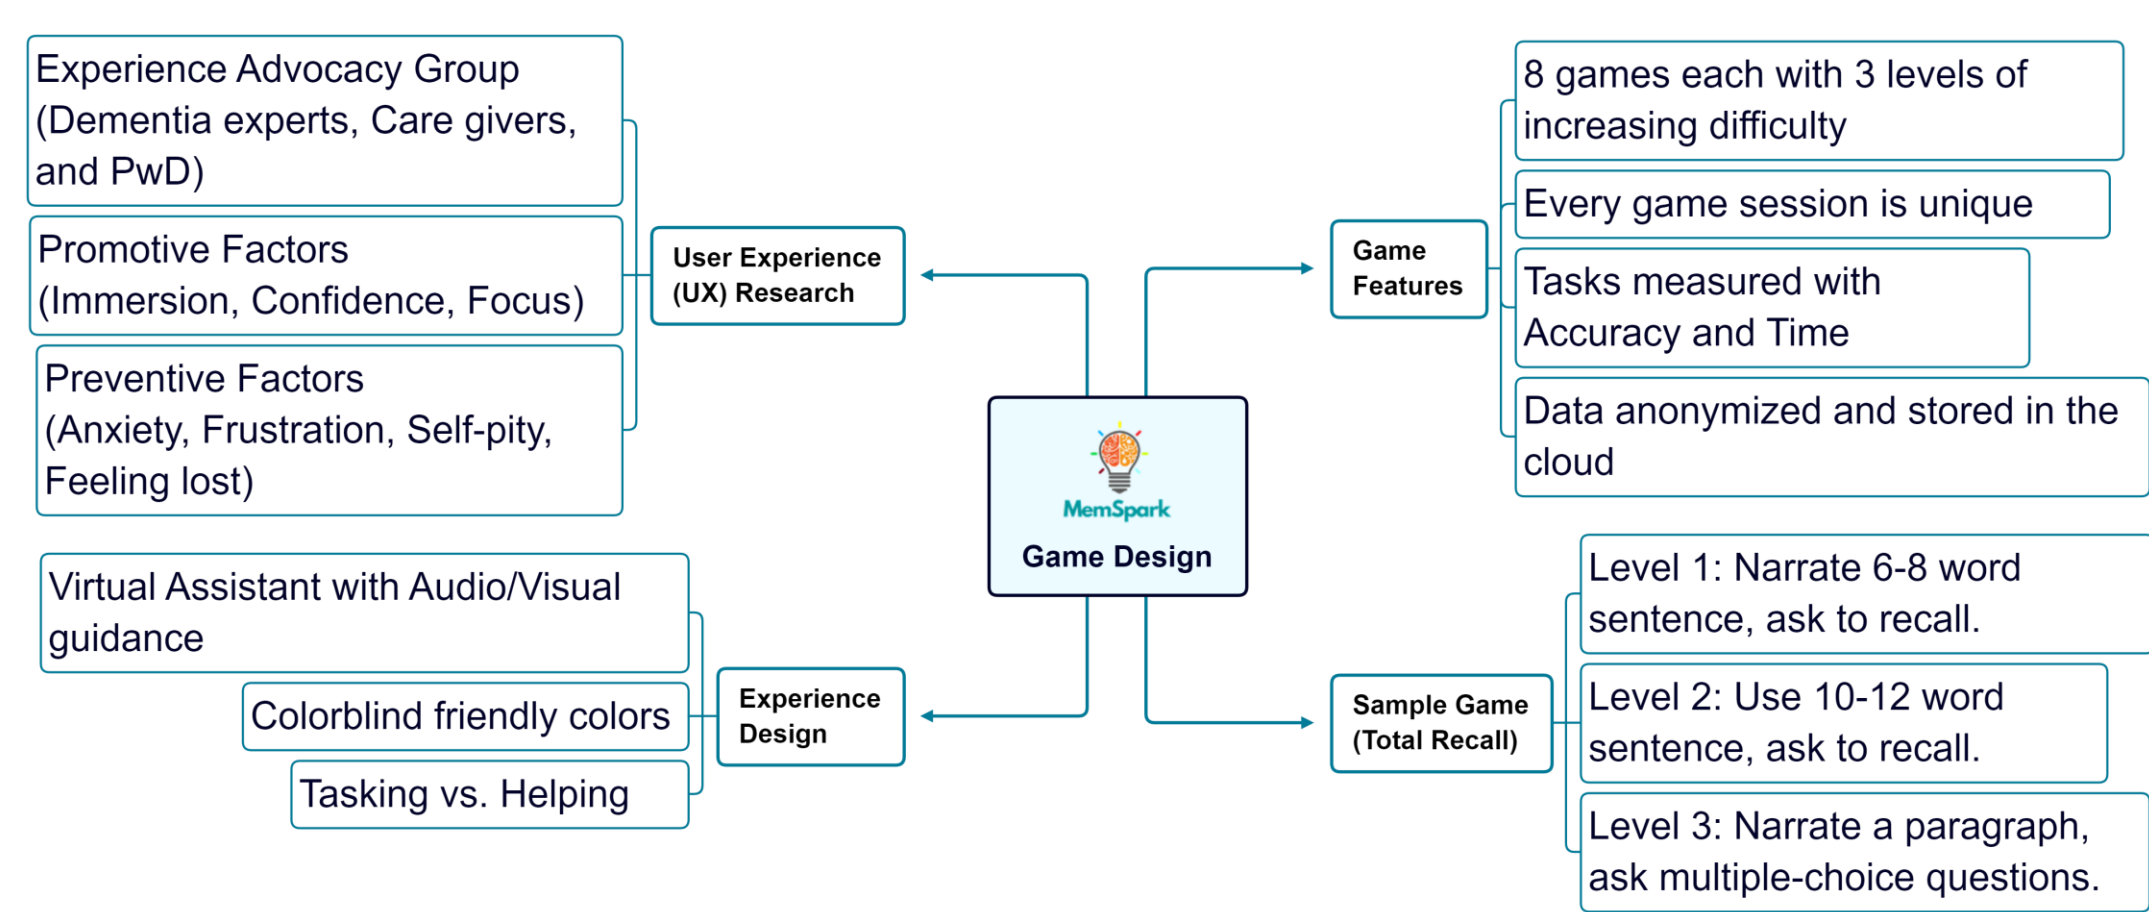 Experience Advocacy Group
(Dementia experts, Care givers,
and PwD)
Promotive Factors
(Immersion, Confidence, Focus)
Preventive Factors
(Anxiety, Frustration, Self-pity,
Feeling lost)
User Experience
(UX) Research
Virtual Assistant with Audio/Visual
guidance
Colorblind friendly colors
Tasking vs. Helping
Experience
Design
MemSpark
Game Design
Game
Features
8 games each with 3 levels of
increasing difficulty
Every game session is unique
Tasks measured with
Accuracy and Time
Data anonymized and stored in the
cloud
Sample Game
(Total Recall)
Level 1: Narrate 6-8 word
sentence, ask to recall.
Level 2: Use 10-12 word
sentence, ask to recall.
Level 3: Narrate a paragraph,
ask multiple-choice questions.